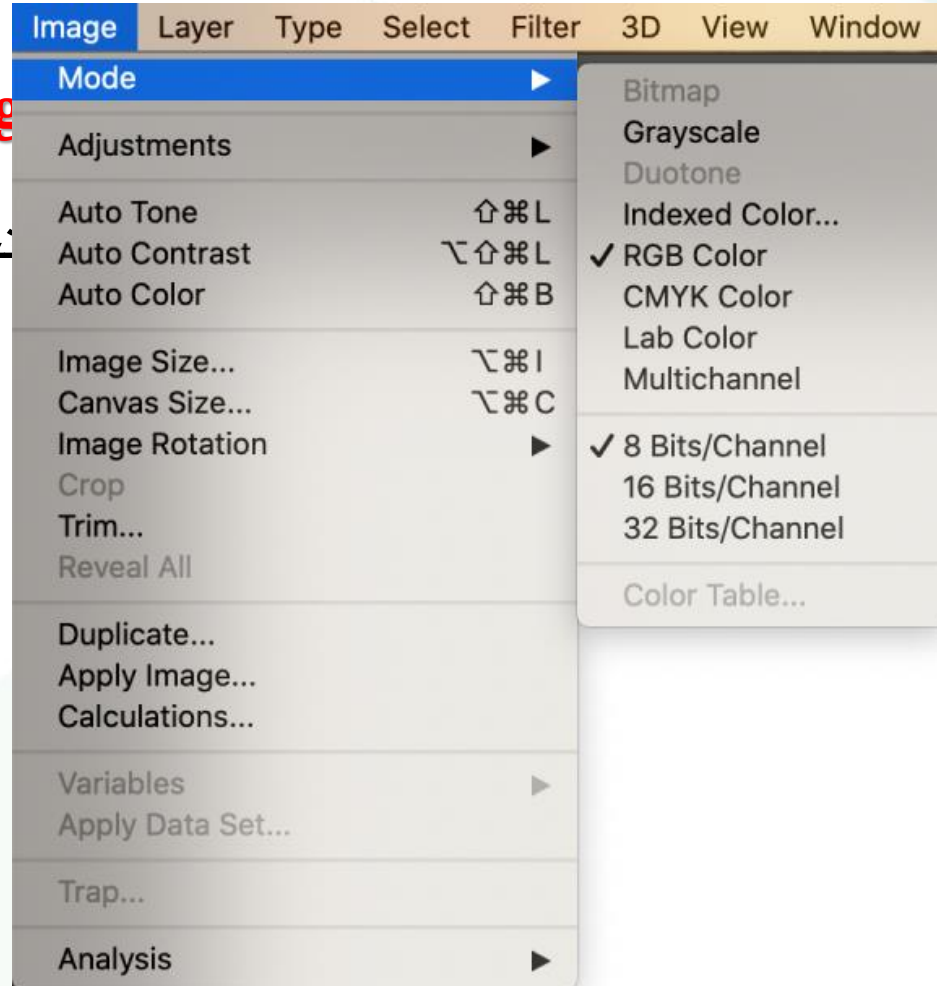 Image Layer Type Select Filter 3D View Window
Mode ▶
Adjustments ▶
Auto Tone ⇧⌘L
Auto Contrast ⌥⇧⌘L
Auto Color ⇧⌘B
Image Size... ⌥⌘I
Canvas Size... ⌥⌘C
Image Rotation ▶
Crop
Trim...
Reveal All
Duplicate...
Apply Image...
Calculations...
Variables ▶
Apply Data Set...
Trap...
Analysis ▶
Bitmap
Grayscale
Duotone
Indexed Color...
✓ RGB Color
CMYK Color
Lab Color
Multichannel
✓ 8 Bits/Channel
16 Bits/Channel
32 Bits/Channel
Color Table...